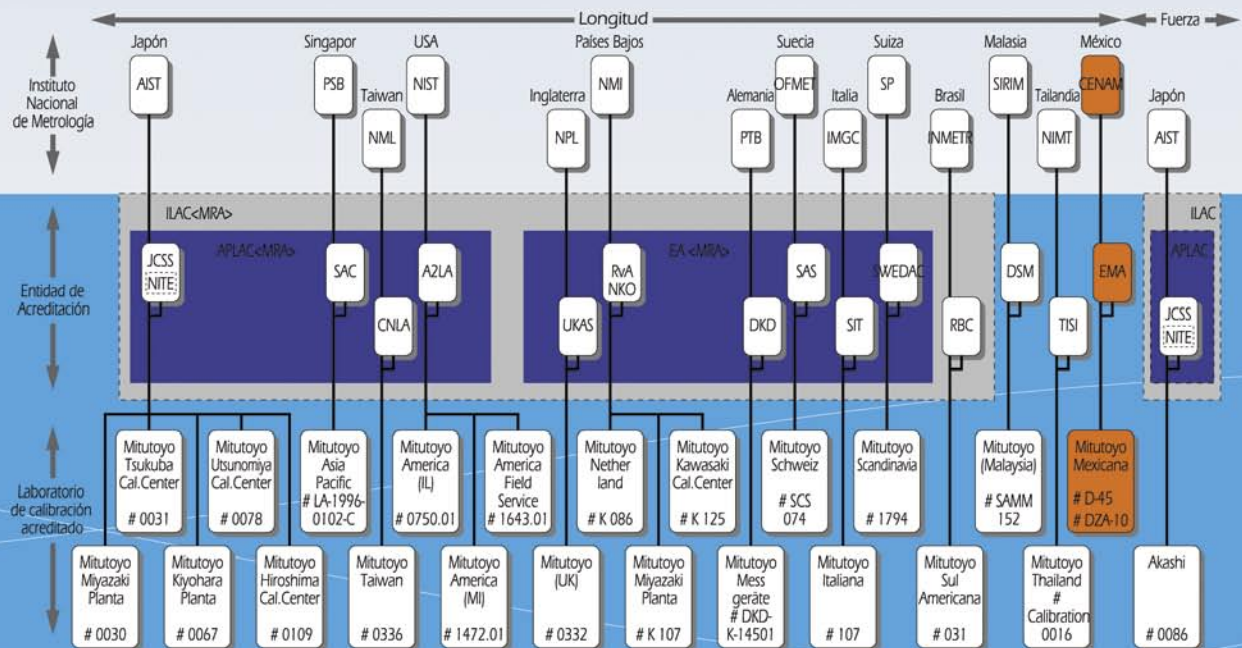 Longitud
Fuerza
Instituto
Nacional
de Metrología
Japón
AIST
Singapor
PSB
Taiwan
NML
USA
NIST
Inglaterra
NPL
Países Bajos
NMI
Alemania
PTB
Suecia
OFMET
Italia
IMGC
Suiza
SP
Brasil
INMETR
Malasia
SIRIM
Tailandia
NIMT
México
CENAM
Japón
AIST
Entidad de
Acreditación
ILAC<MRA>
APLAC<MRA>
JCSS
NITE
SAC
CNLA
A2LA
EA <MRA>
UKAS
RvA
NKO
DKD
SAS
SIT
SWEDAC
RBC
DSM
TISI
EMA
ILAC
APLAC
JCSS
NITE
Laboratorio
de calibración
acreditado
Mitutoyo
Tsukuba
Cal.Center
# 0031
Mitutoyo
Utsunomiya
Cal.Center
# 0078
Mitutoyo
Asia
Pacific
# LA-1996-
0102-C
Mitutoyo
America
(IL)
# 0750.01
Mitutoyo
America
Field
Service
# 1643.01
Mitutoyo
Nether
land
# K 086
Mitutoyo
Kawasaki
Cal.Center
# K 125
Mitutoyo
Schweiz
# SCS
074
Mitutoyo
Scandinavia
# 1794
Mitutoyo
(Malaysia)
# SAMM
152
Mitutoyo
Mexicana
# D-45
# DZA-10
Mitutoyo
Miyazaki
Planta
# 0030
Mitutoyo
Kiyohara
Planta
# 0067
Mitutoyo
Hiroshima
Cal.Center
# 0109
Mitutoyo
Taiwan
# 0336
Mitutoyo
America
(MI)
# 1472.01
Mitutoyo
(UK)
# 0332
Mitutoyo
Miyazaki
Planta
# K 107
Mitutoyo
Mess
geräte
# DKD-
K-14501
Mitutoyo
Italiana
# 107
Mitutoyo
Sul
Americana
# 031
Mitutoyo
Thailand
#
Calibration
0016
Akashi
# 0086